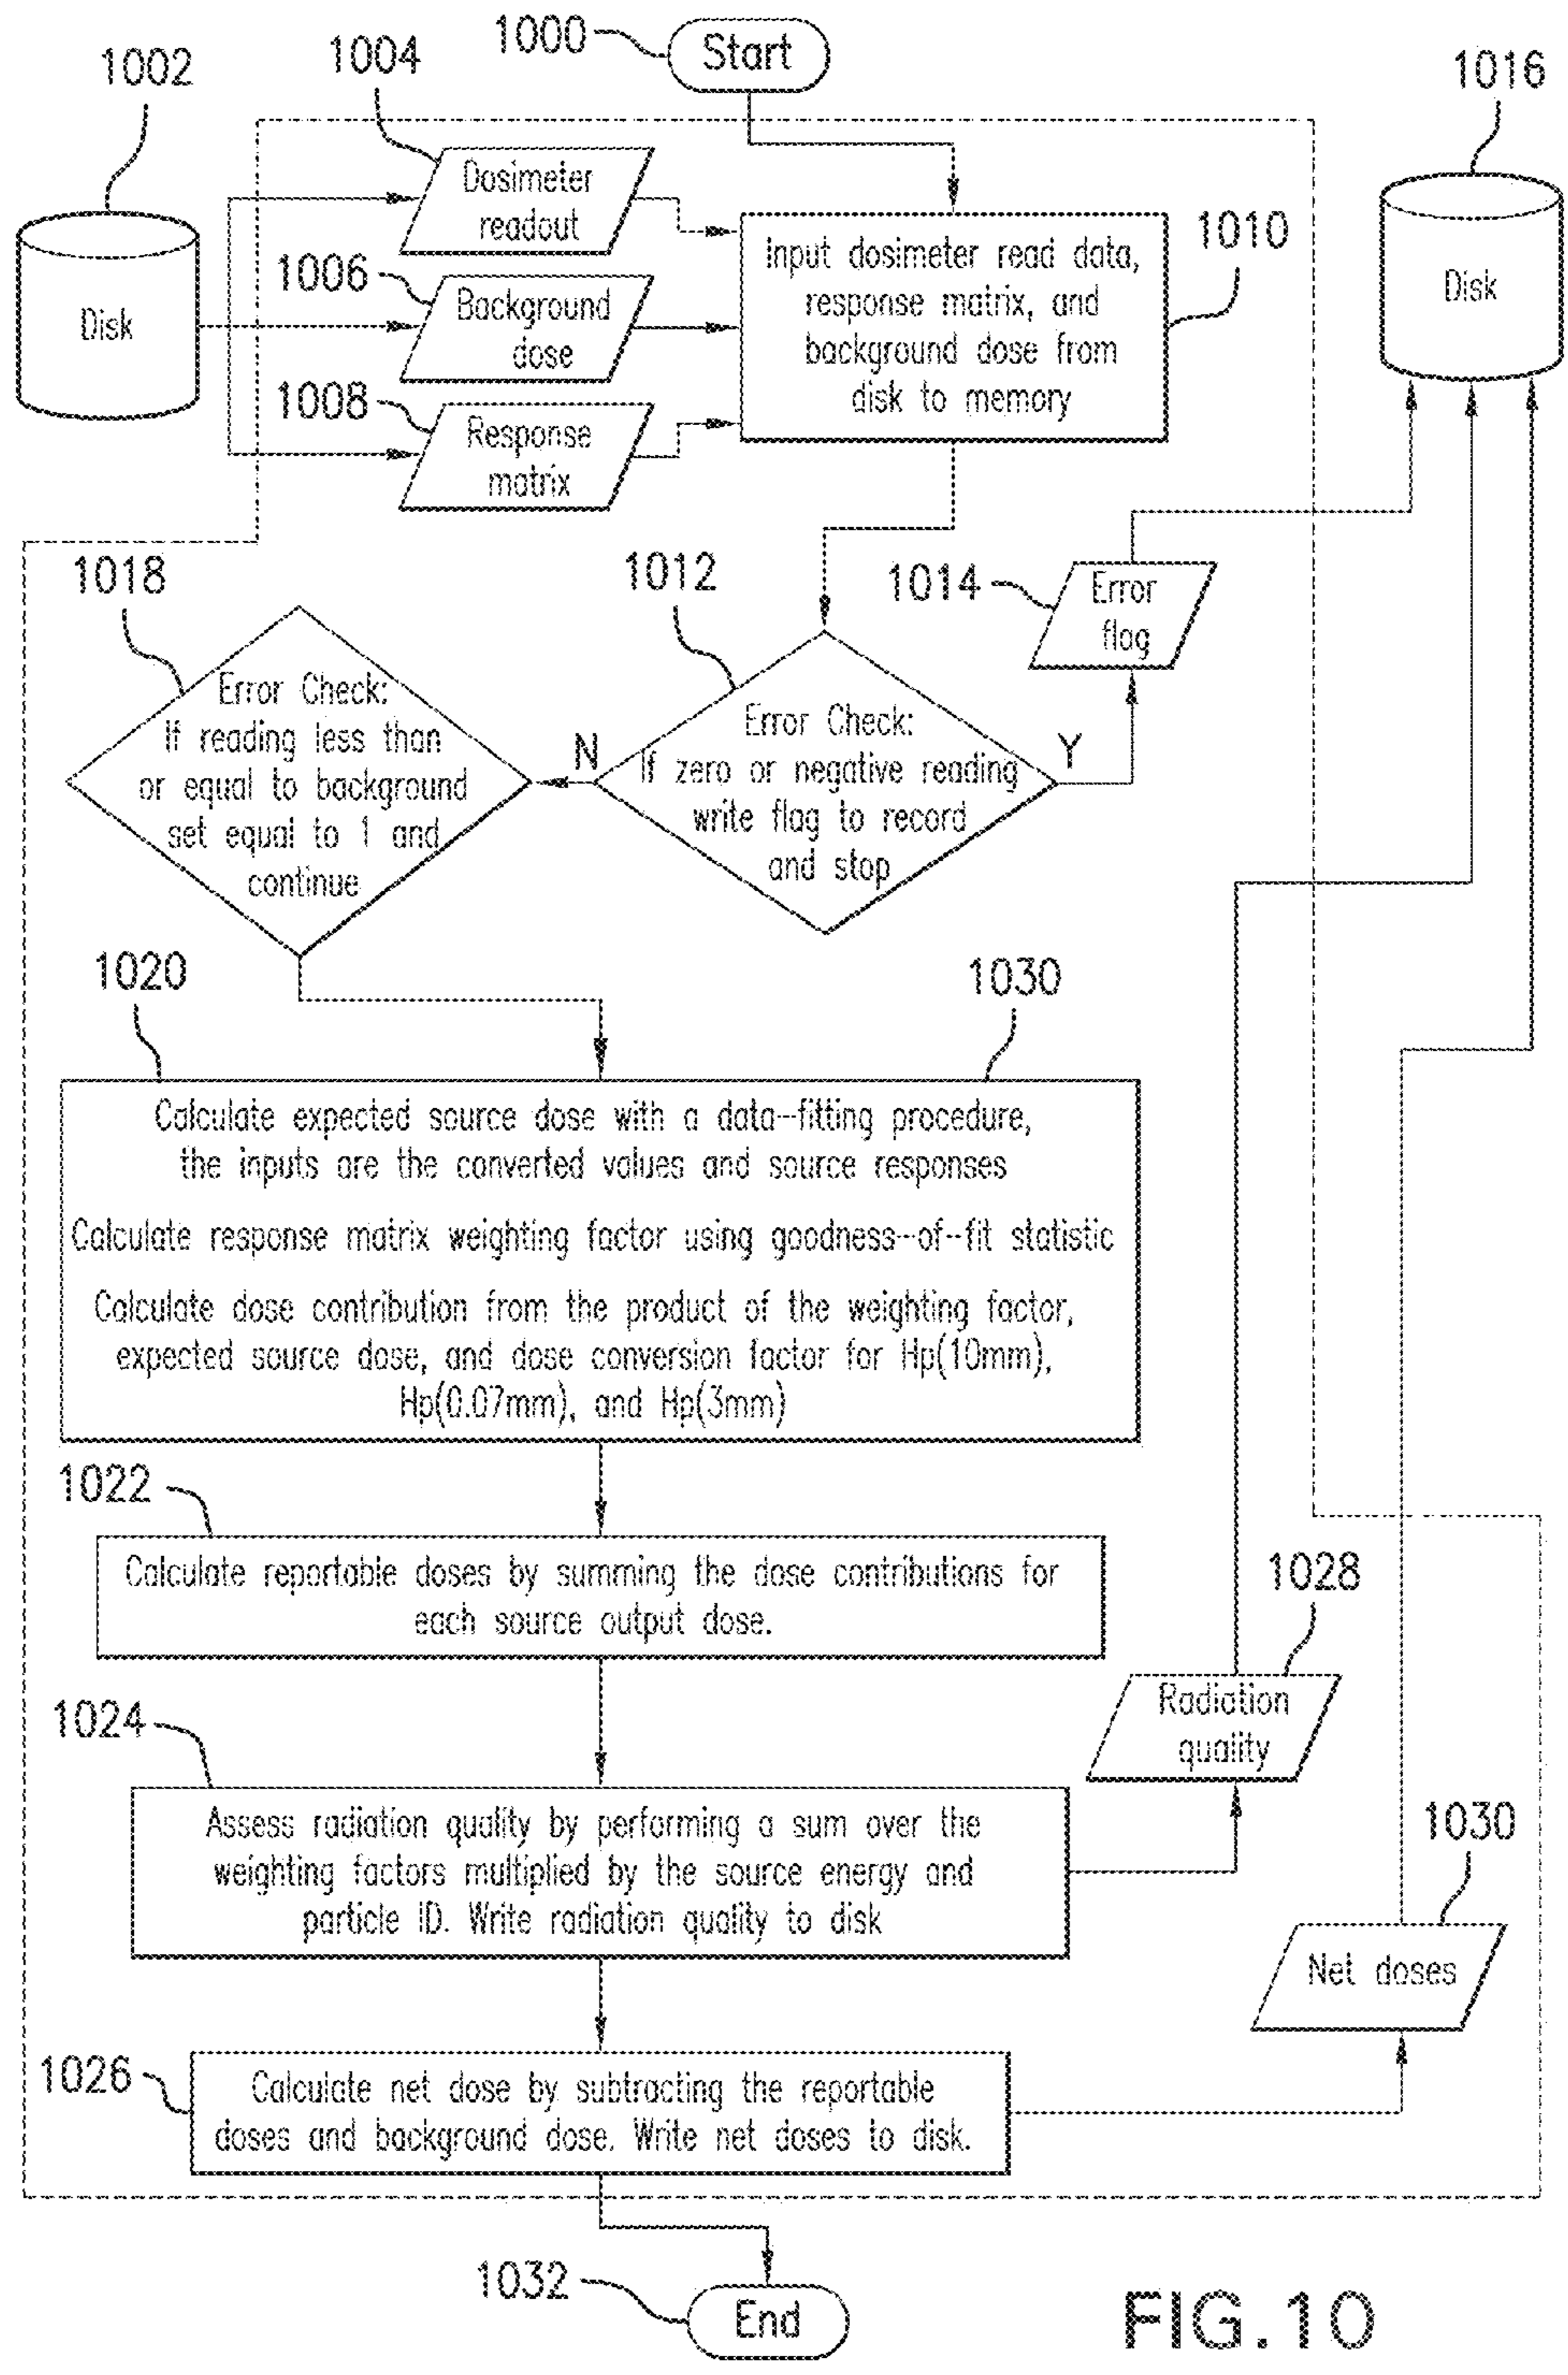 1000
Start
1002
1004
1016
Dosimeter
readout
1006
Background
dose
1008
Response
matrix
Disk
Input dosimeter read data,
response matrix, and
background dose from
disk to memory
1010
Disk
1018
1012
1014
Error
flag
Error Check:
If reading less than
or equal to background
set equal to 1 and
continue
N
Error Check:
If zero or negative reading
write flag to record
and stop
Y
1020
1030
Calculate expected source dose with a data--fitting procedure,
the inputs are the converted values and source responses
Calculate response matrix weighting factor using goodness--of--fit statistic
Calculate dose contribution from the product of the weighting factor,
expected source dose, and dose conversion factor for Hp(10mm),
Hp(0.07mm), and Hp(3mm)
1022
Calculate reportable doses by summing the dose contributions for
each source output dose.
1028
Radiation
quality
1024
Assess radiation quality by performing a sum over the
weighting factors multiplied by the source energy and
particle ID. Write radiation quality to disk
1030
Net doses
1026
Calculate net dose by subtracting the reportable
doses and background dose. Write net doses to disk.
1032
End
FIG.10